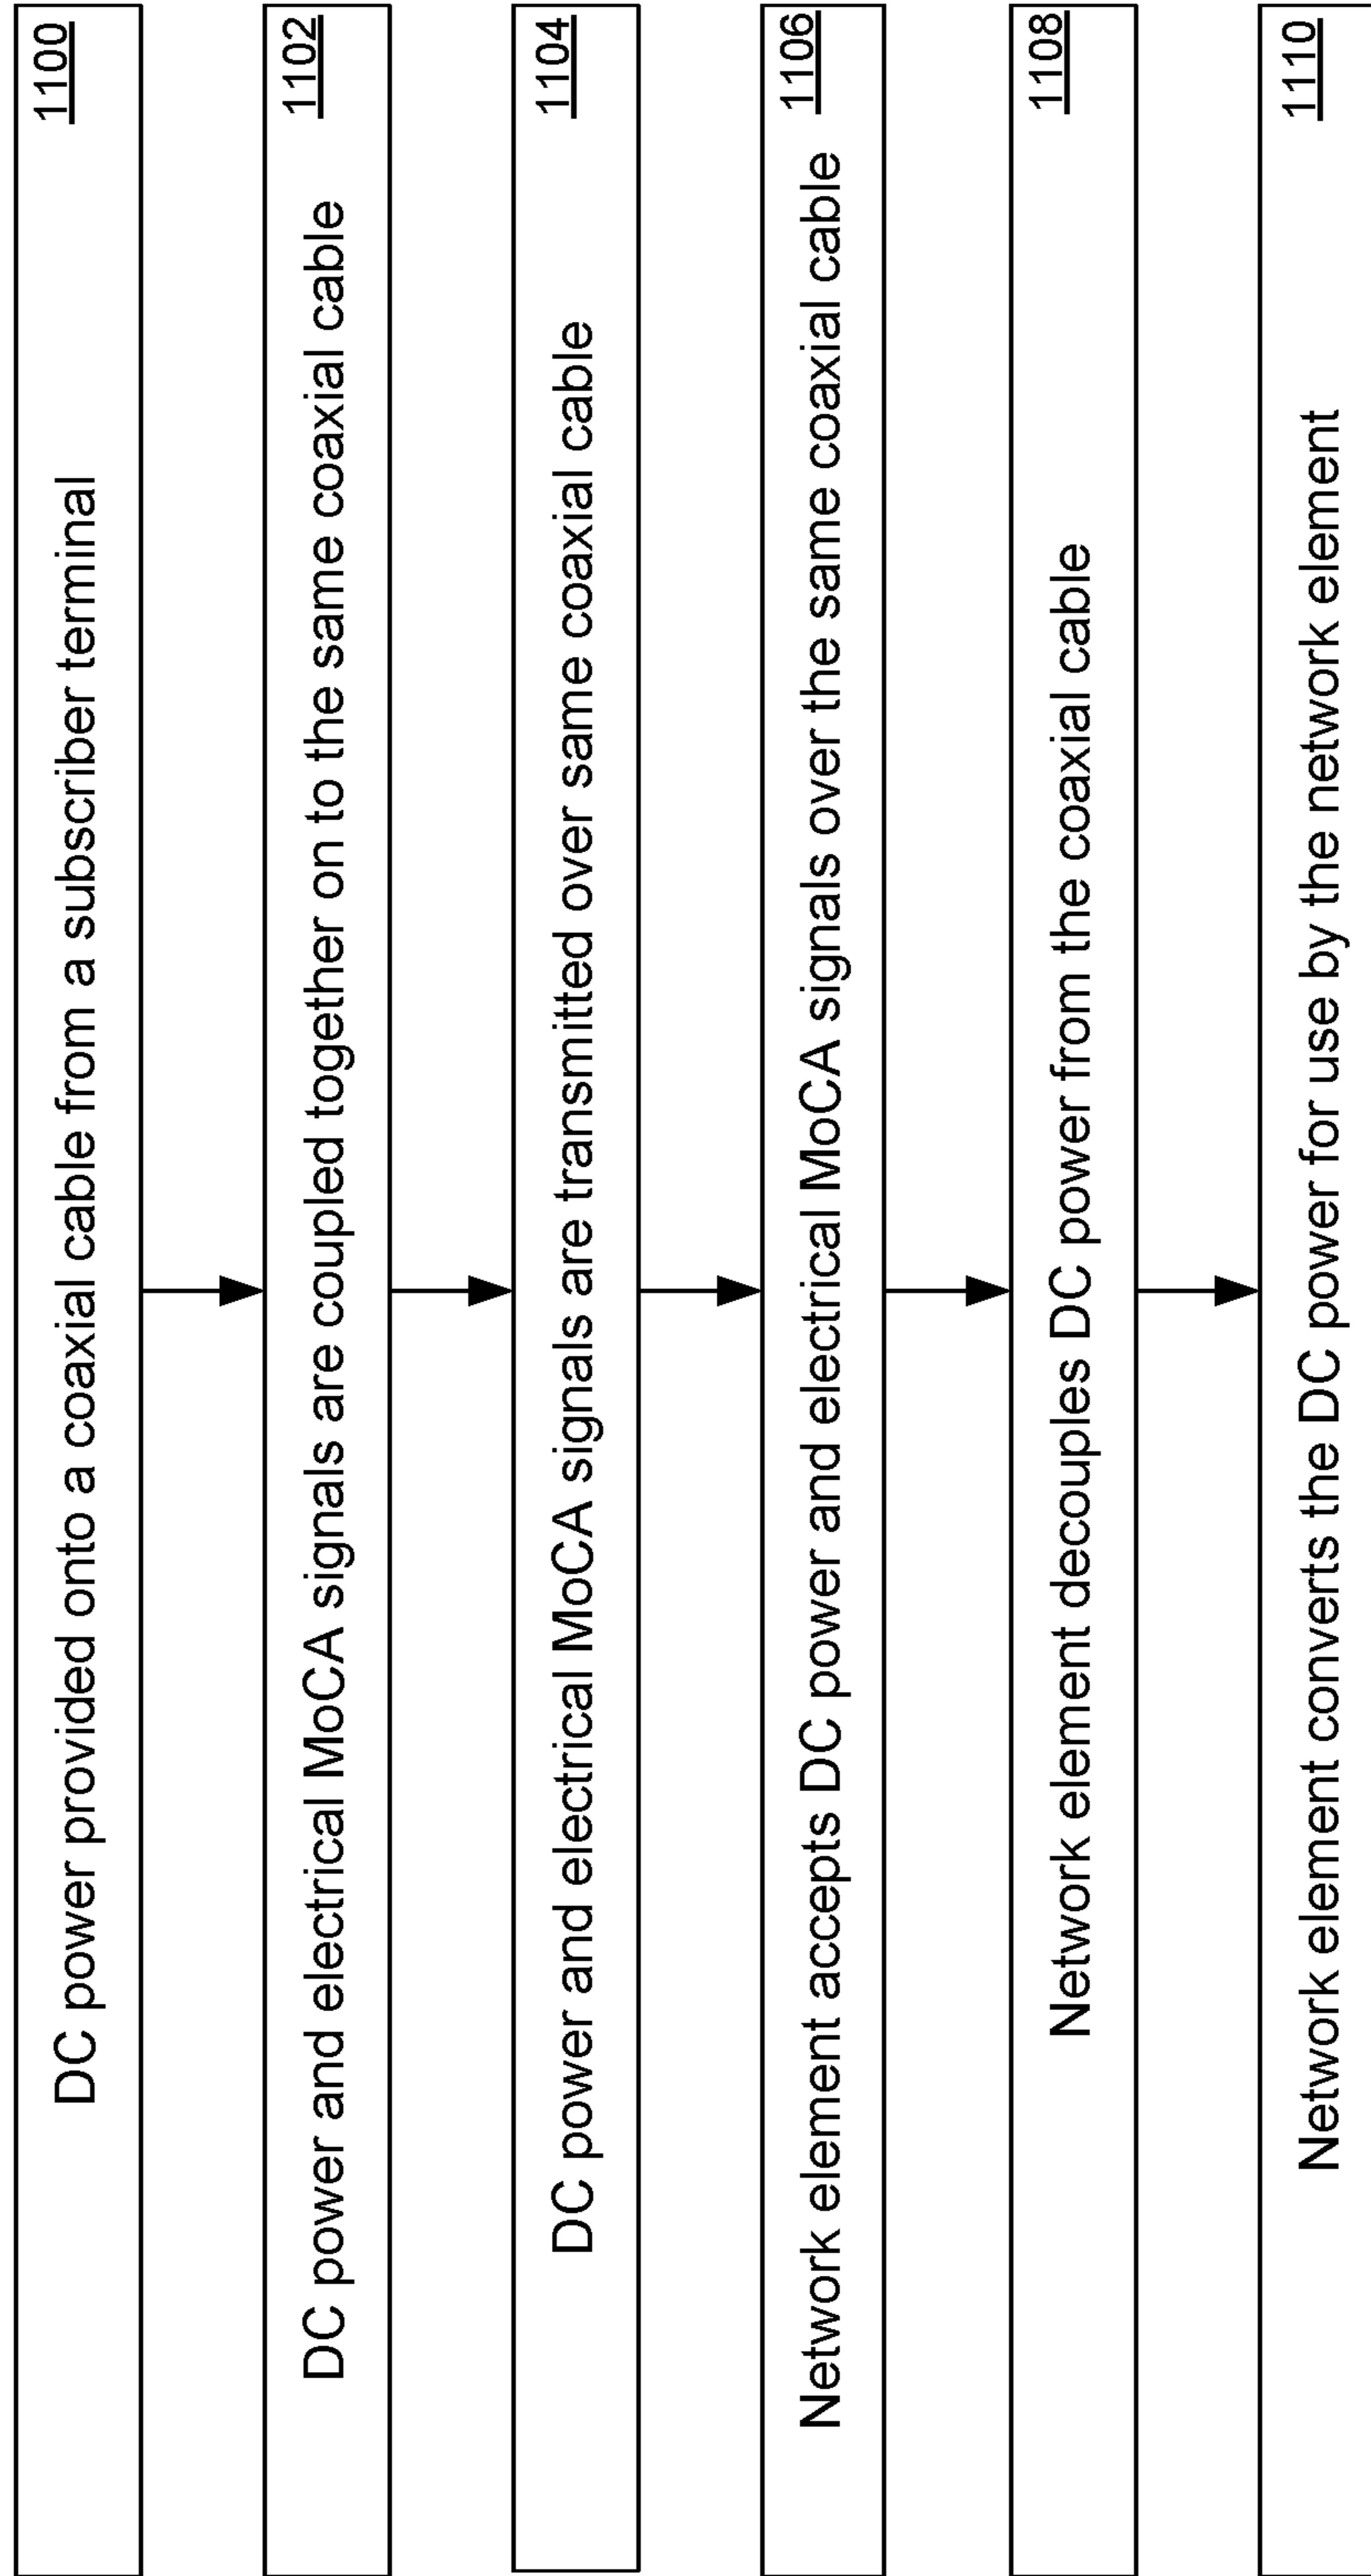 1100
DC power provided onto a coaxial cable from a subscriber terminal
1102
DC power and electrical MoCA signals are coupled together on to the same coaxial cable
1104
DC power and electrical MoCA signals are transmitted over same coaxial cable
1106
Network element accepts DC power and electrical MoCA signals over the same coaxial cable
1108
Network element decouples DC power from the coaxial cable
1110
Network element converts the DC power for use by the network element